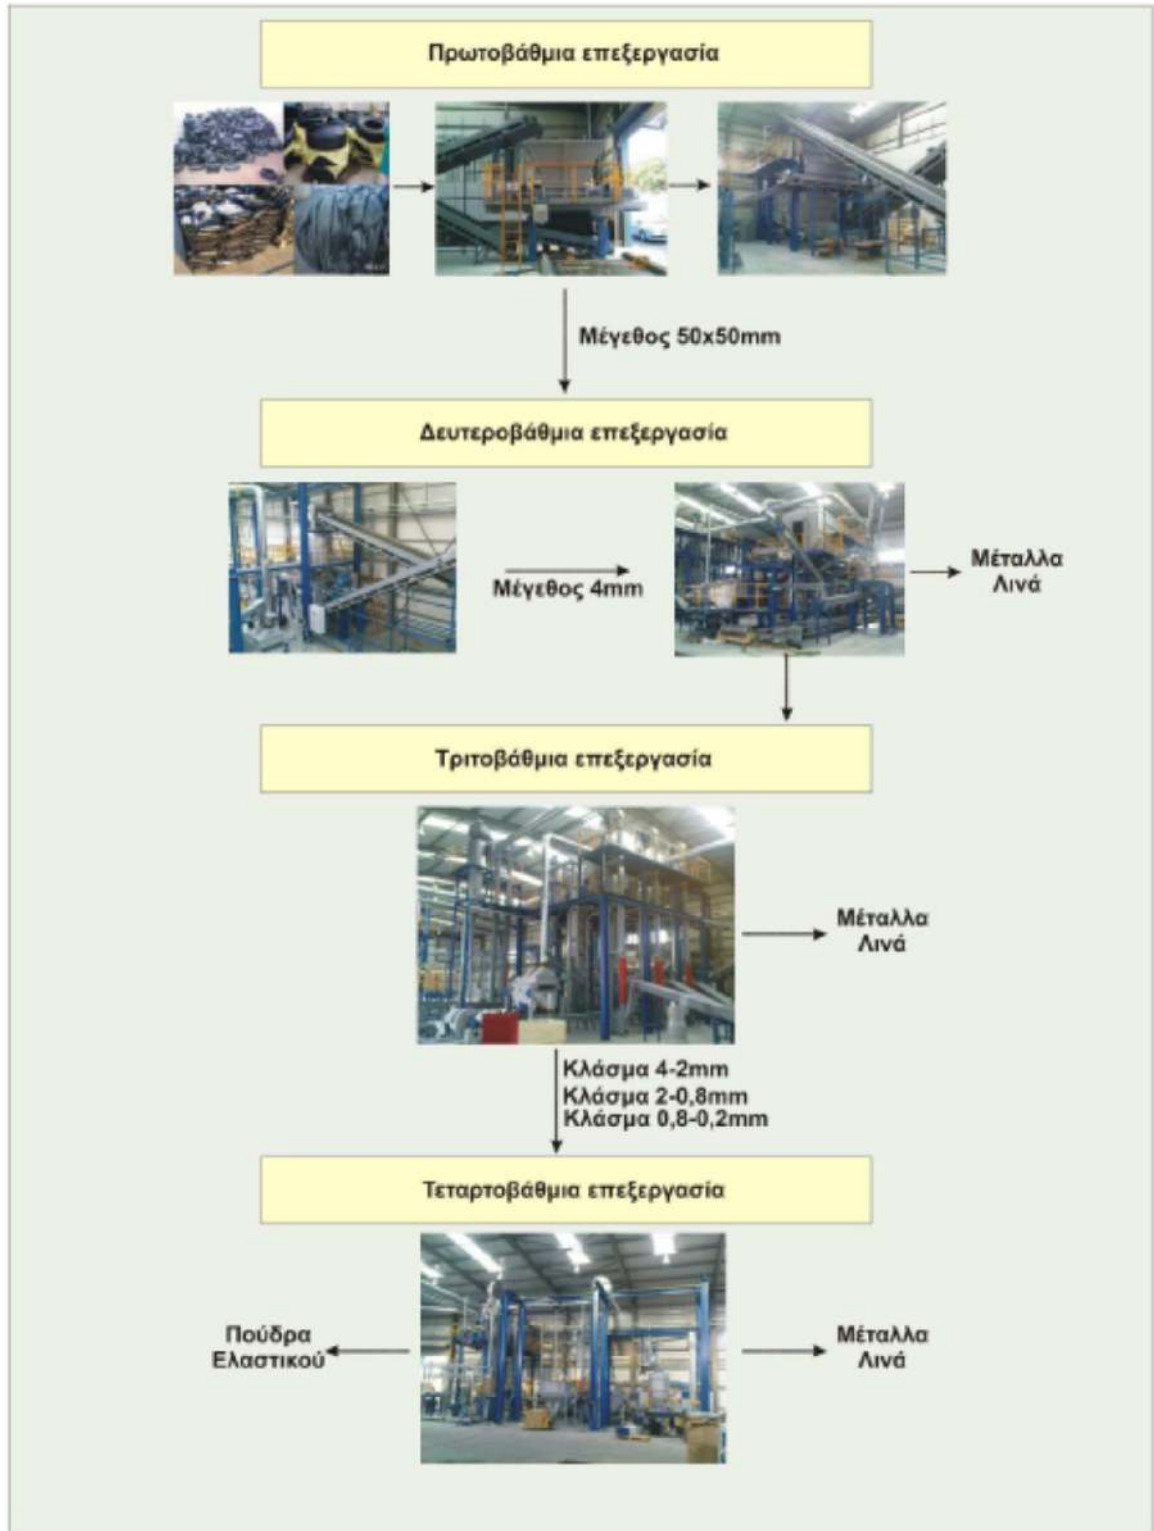 Πρωτοβάθμια επεξεργασία
Μέγεθος 50x50mm
Δευτεροβάθμια επεξεργασία
Μέγεθος 4mm
Μέταλλα
Λινά
Τριτοβάθμια επεξεργασία
Μέταλλα
Λινά
Κλάσμα 4-2mm
Κλάσμα 2-0,8mm
Κλάσμα 0,8-0,2mm
Τεταρτοβάθμια επεξεργασία
Πούδρα
Ελαστικού
Μέταλλα
Λινά